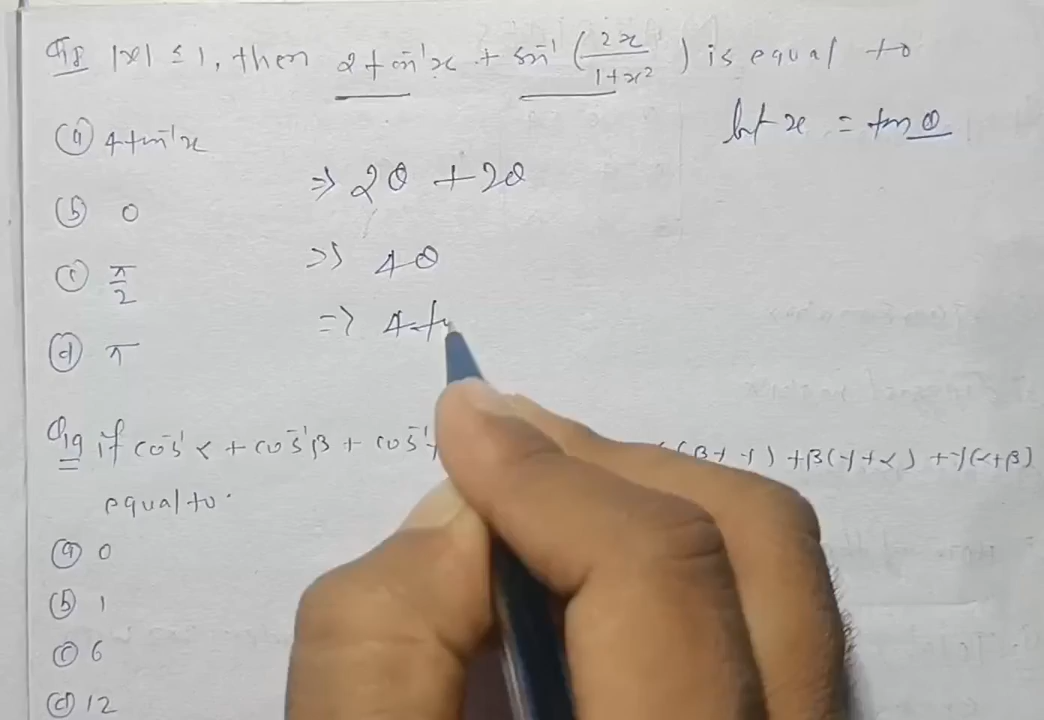 Q18 |x| ≤ 1, then 2tan⁻¹x + sin⁻¹(2x/1+x²) is equal to
let x = tanθ
(a) 4tan⁻¹x
⇒ 2θ + 2θ
(b) 0
⇒ 4θ
(c) π/2
⇒ 4t
(d) π
Q19 if cos⁻¹α + cos⁻¹β + cos⁻¹ (β+γ) + β(γ+α) + γ(α+β)
equal to.
(a) 0
(b) 1
(c) 6
(d) 12